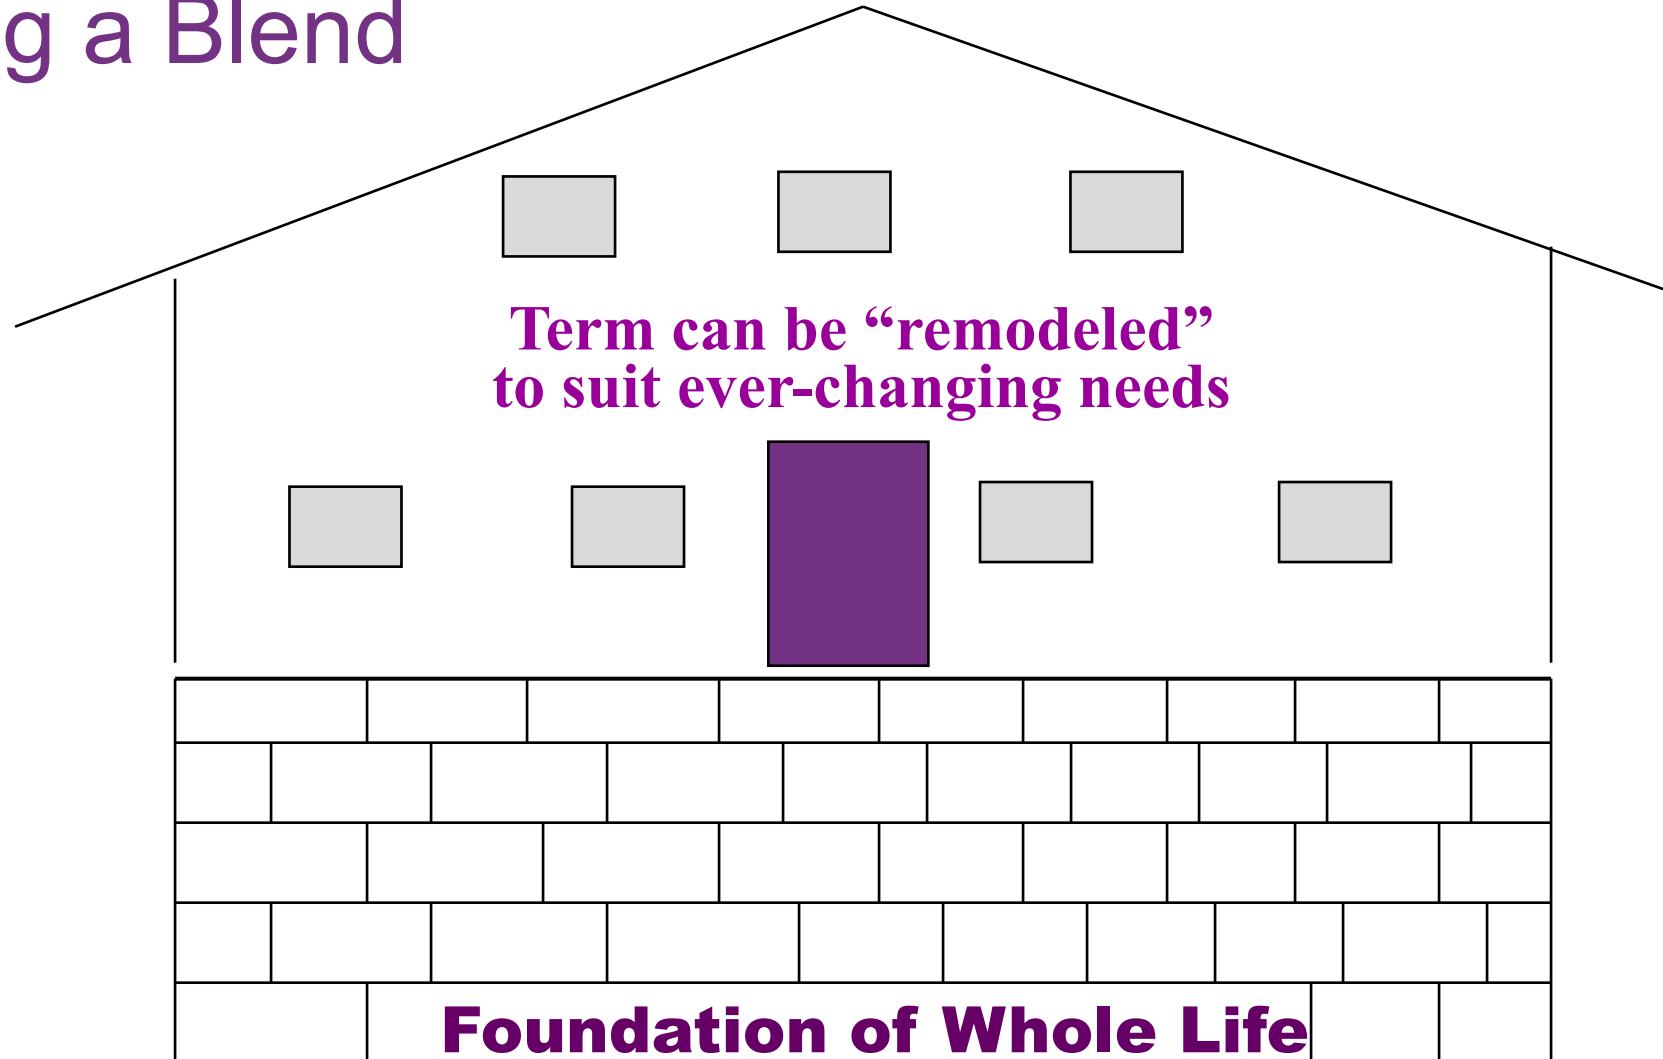 g a Blend
Term can be “remodeled”
to suit ever-changing needs
Foundation of Whole Life